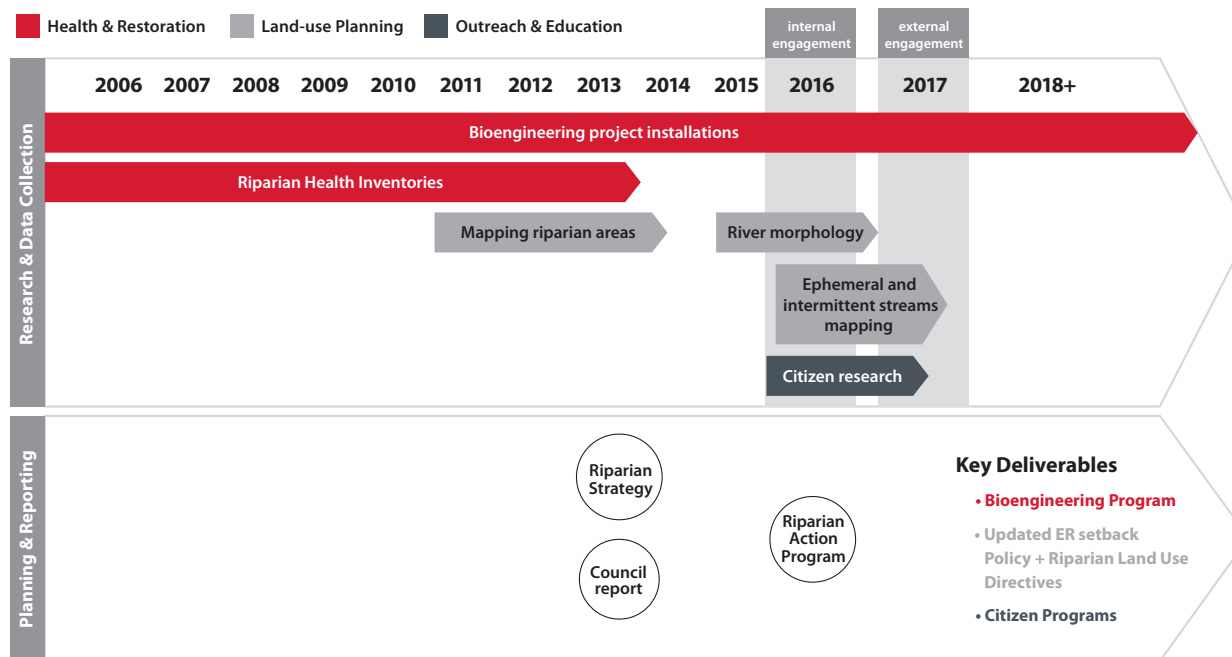 Health & Restoration
Land-use Planning
Outreach & Education
internal
engagement
external
engagement
Research & Data Collection
2006 2007 2008 2009 2010 2011 2012 2013 2014 2015 2016 2017 2018+
Bioengineering project installations
Riparian Health Inventories
Mapping riparian areas
River morphology
Ephemeral and
intermittent streams
mapping
Citizen research
Planning & Reporting
Riparian
Strategy
Council
report
Riparian
Action
Program
Key Deliverables
• Bioengineering Program
• Updated ER setback
Policy + Riparian Land Use
Directives
• Citizen Programs